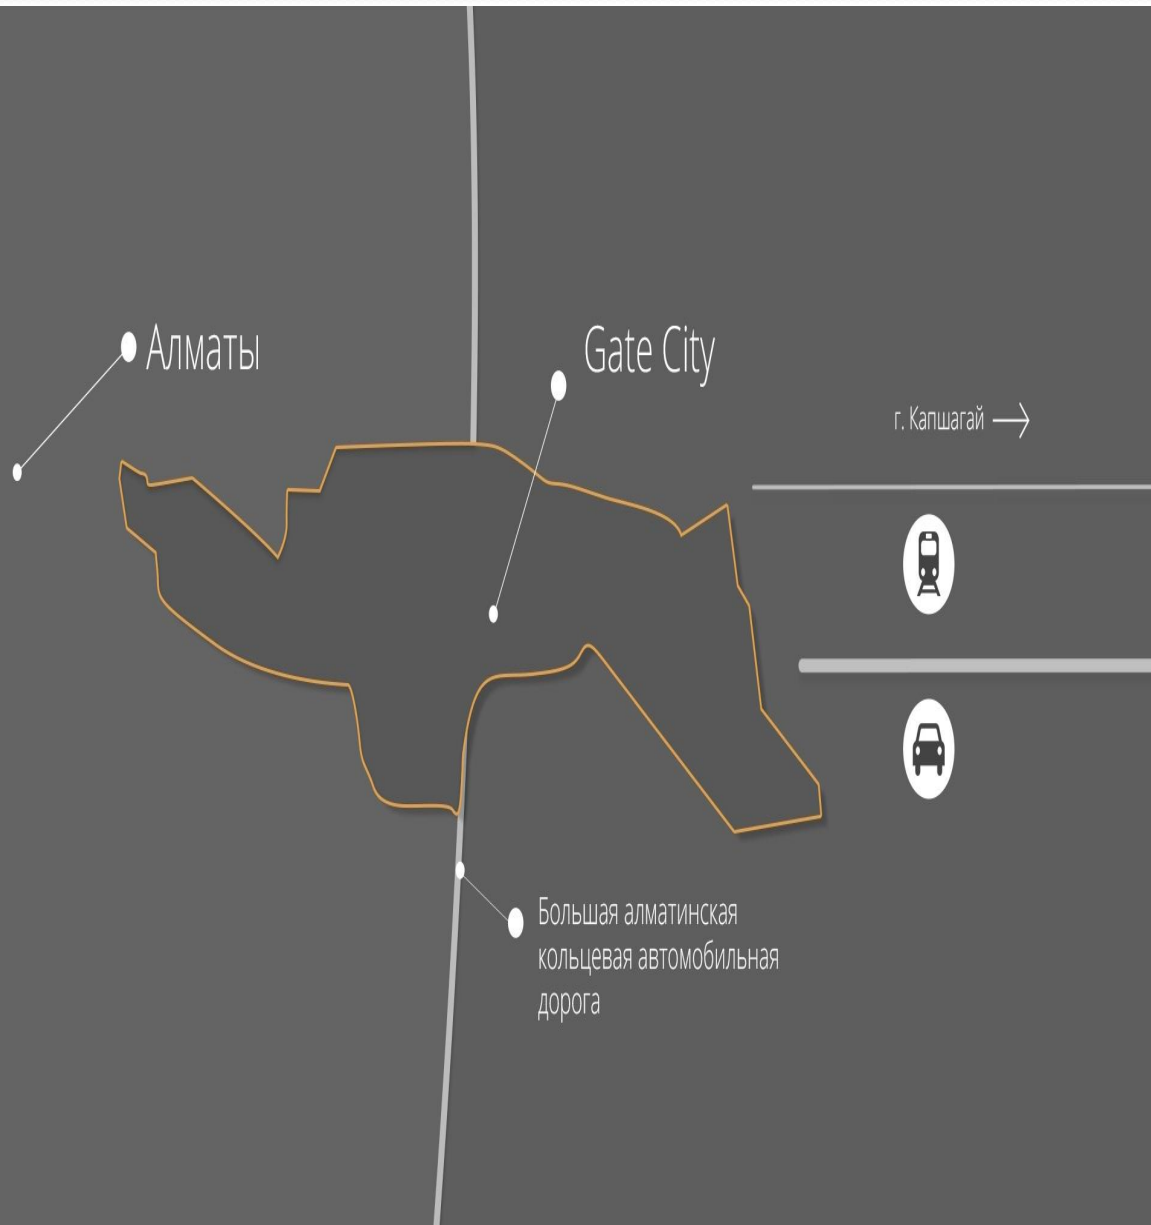 Алматы
Gate City
г. Капшагай
Большая алматинская
кольцевая автомобильная
дорога